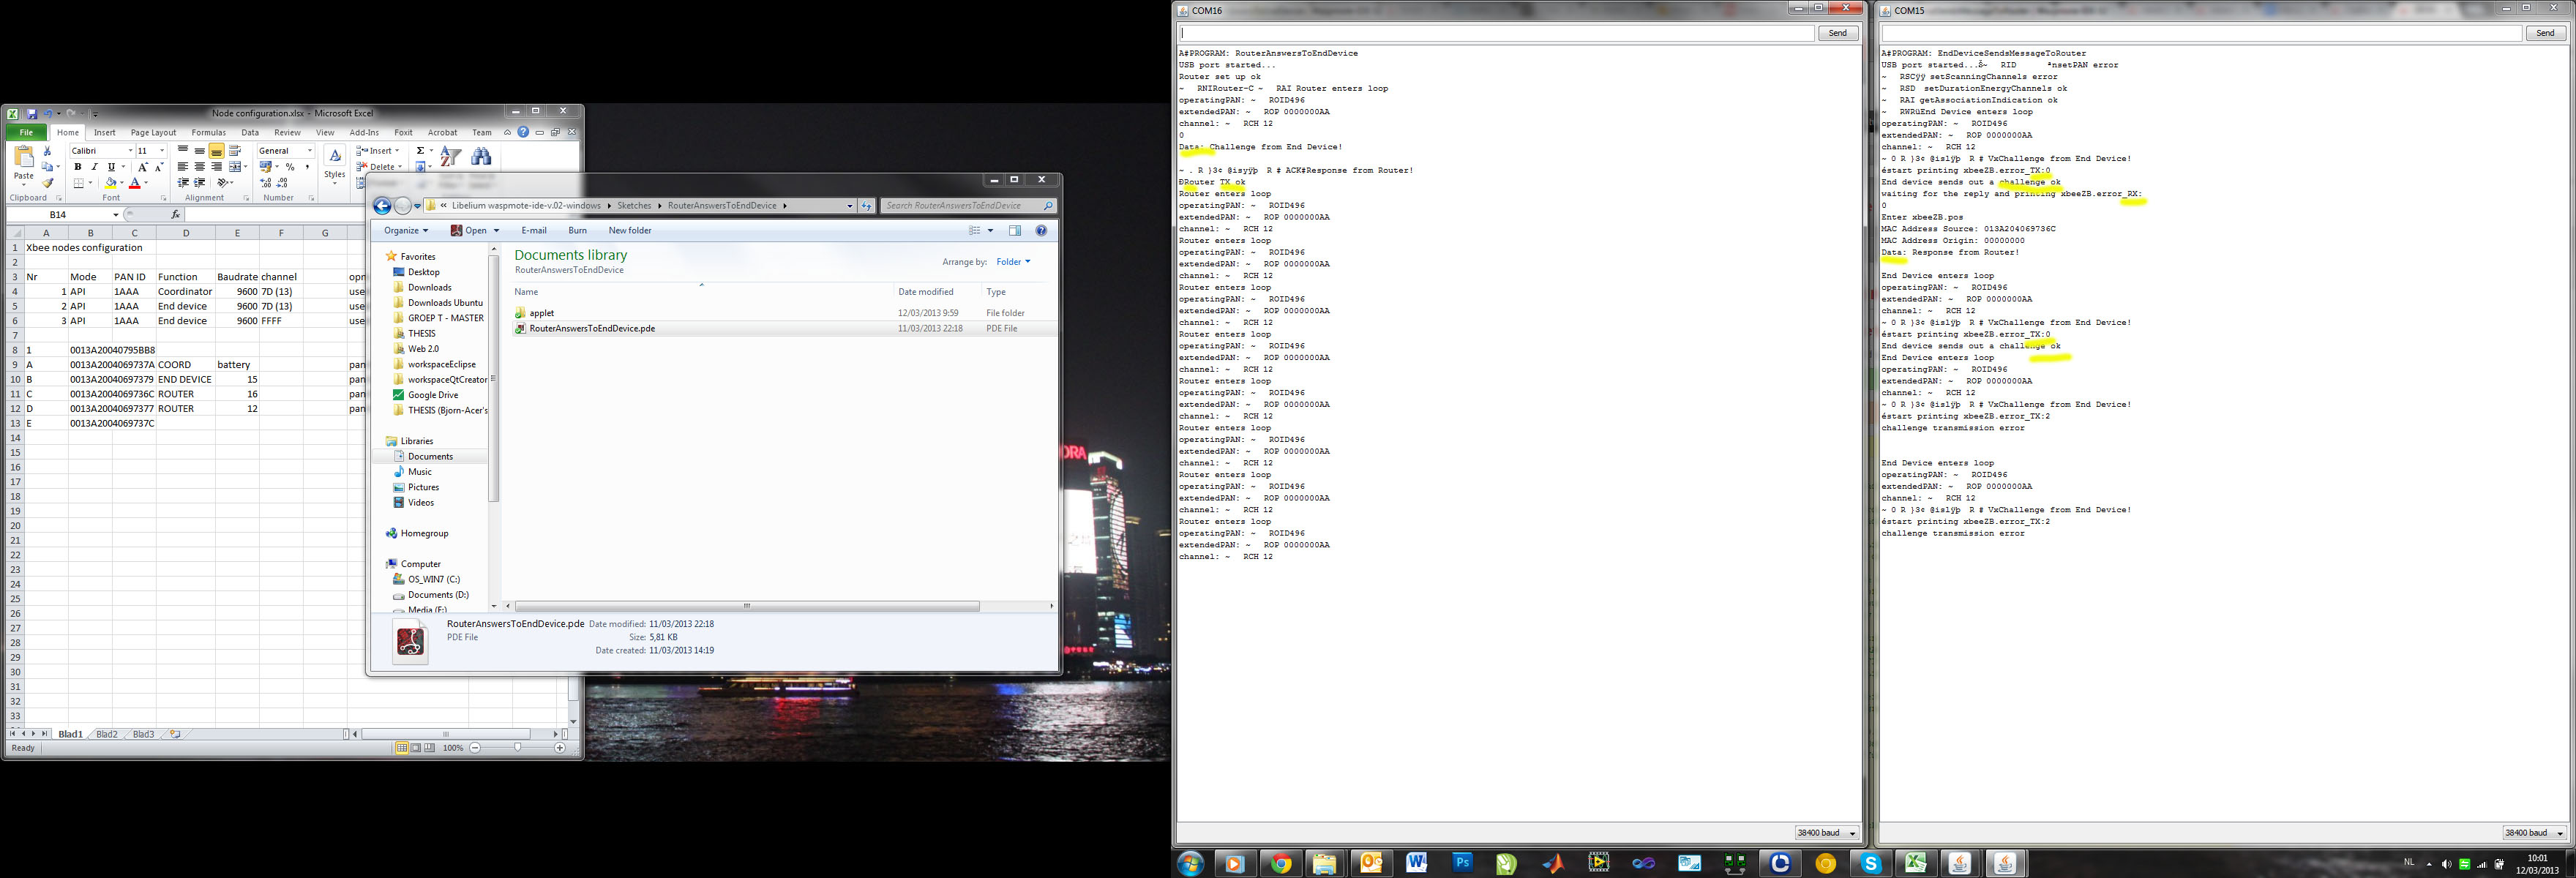 Node configuration.xlsx - Microsoft Excel
File Home Insert Page Layout Formulas Data Review View Add-Ins Foxit Acrobat Team
Paste
Calibri 11
General
Insert
Delete
Styles
Clipboard Font Alignment Number
B14 fx
A B C D E F G
1 Xbee nodes configuration
2
3 Nr Mode PAN ID Function Baudrate channel
4 1 API 1AAA Coordinator 9600 7D (13)
5 2 API 1AAA End device 9600 7D (13)
6 3 API 1AAA End device 9600 FFFF
7
8 1 0013A20040795BB8
9 A 0013A2004069737A COORD battery
10 B 0013A20040697379 END DEVICE 15
11 C 0013A2004069736C ROUTER 16
12 D 0013A20040697377 ROUTER 12
13 E 0013A2004069737C
14
15
16
17
18
19
20
21
22
23
24
25
26
27
28
29
30
31
32
33
Blad1 Blad2 Blad3
Ready 100%
« Libelium waspmote-ide-v.02-windows Sketches RouterAnswersToEndDevice
Search RouterAnswersToEndDevice
Organize Open E-mail Burn New folder
Favorites
Desktop
Downloads
Downloads Ubuntu
GROEP T - MASTER
THESIS
Web 2.0
workspaceEclipse
workspaceQtCreator
Google Drive
THESIS (Bjorn-Acer's
Libraries
Documents
Music
Pictures
Videos
Homegroup
Computer
OS_WIN7 (C:)
Documents (D:)
Media (F:)
Documents library
RouterAnswersToEndDevice
Arrange by: Folder
Name Date modified Type
applet 12/03/2013 9:59 File folder
RouterAnswersToEndDevice.pde 11/03/2013 22:18 PDE File
RouterAnswersToEndDevice.pde Date modified: 11/03/2013 22:18
PDE File Size: 5,81 KB
Date created: 11/03/2013 14:19
COM16
Send
A#PROGRAM: RouterAnswersToEndDevice
USB port started...
Router set up ok
~ RNIRouter-C ~ RAI Router enters loop
operatingPAN: ~ ROID496
extendedPAN: ~ ROP 0000000AA
channel: ~ RCH 12
0
Data: Challenge from End Device!
~ . R }3¢ @isyÿþ R # ACK#Response from Router!
ÐRouter TX ok
Router enters loop
operatingPAN: ~ ROID496
extendedPAN: ~ ROP 0000000AA
channel: ~ RCH 12
Router enters loop
operatingPAN: ~ ROID496
extendedPAN: ~ ROP 0000000AA
channel: ~ RCH 12
Router enters loop
operatingPAN: ~ ROID496
extendedPAN: ~ ROP 0000000AA
channel: ~ RCH 12
Router enters loop
operatingPAN: ~ ROID496
extendedPAN: ~ ROP 0000000AA
channel: ~ RCH 12
Router enters loop
operatingPAN: ~ ROID496
extendedPAN: ~ ROP 0000000AA
channel: ~ RCH 12
Router enters loop
operatingPAN: ~ ROID496
extendedPAN: ~ ROP 0000000AA
channel: ~ RCH 12
Router enters loop
operatingPAN: ~ ROID496
extendedPAN: ~ ROP 0000000AA
channel: ~ RCH 12
Router enters loop
operatingPAN: ~ ROID496
extendedPAN: ~ ROP 0000000AA
channel: ~ RCH 12
38400 baud
COM15
Send
A#PROGRAM: EndDeviceSendsMessageToRouter
USB port started...Š~ RID ªnsetPAN error
~ RSCÿÿ setScanningChannels error
~ RSD setDurationEnergyChannels ok
~ RAI getAssociationIndication ok
~ RWRúEnd Device enters loop
operatingPAN: ~ ROID496
extendedPAN: ~ ROP 0000000AA
channel: ~ RCH 12
~ 0 R }3¢ @islÿþ R # VxChallenge from End Device!
éstart printing xbeeZB.error_TX:0
End device sends out a challenge ok
waiting for the reply and printing xbeeZB.error_RX:
0
Enter xbeeZB.pos
MAC Address Source: 013A204069736C
MAC Address Origin: 00000000
Data: Response from Router!
End Device enters loop
operatingPAN: ~ ROID496
extendedPAN: ~ ROP 0000000AA
channel: ~ RCH 12
~ 0 R }3¢ @islÿþ R # VxChallenge from End Device!
éstart printing xbeeZB.error_TX:0
End device sends out a challenge ok
End Device enters loop
operatingPAN: ~ ROID496
extendedPAN: ~ ROP 0000000AA
channel: ~ RCH 12
~ 0 R }3¢ @islÿþ R # VxChallenge from End Device!
éstart printing xbeeZB.error_TX:2
challenge transmission error
End Device enters loop
operatingPAN: ~ ROID496
extendedPAN: ~ ROP 0000000AA
channel: ~ RCH 12
~ 0 R }3¢ @islÿþ R # VxChallenge from End Device!
éstart printing xbeeZB.error_TX:2
challenge transmission error
38400 baud
NL
10:01
12/03/2013